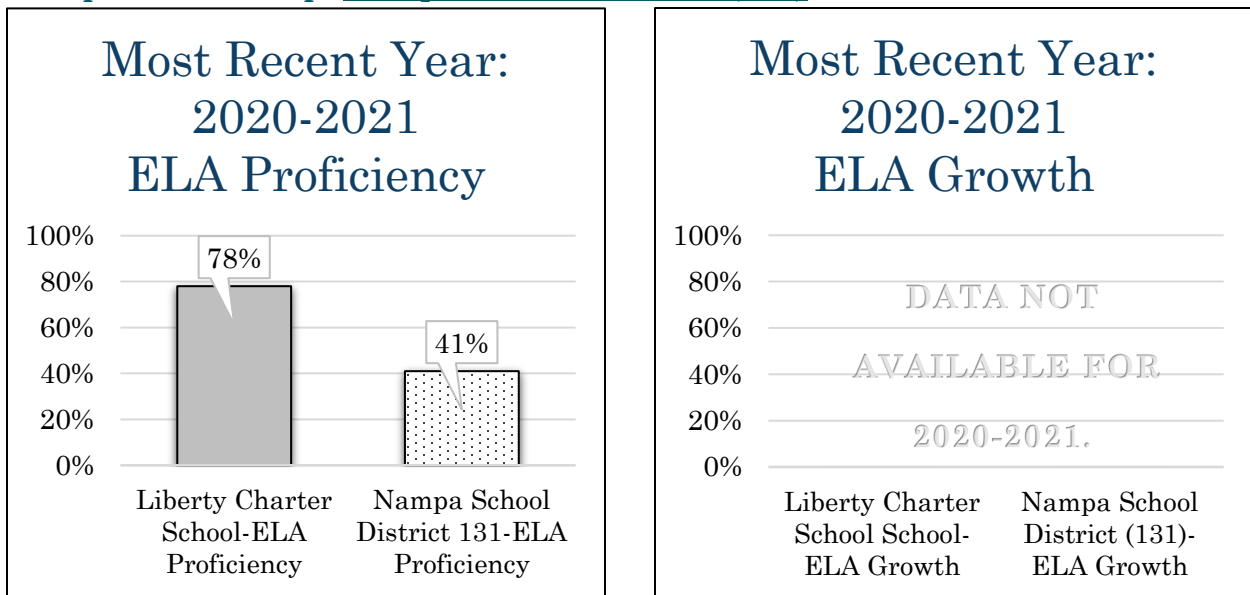 Most Recent Year:
2020-2021
ELA Proficiency
100%
80%
60%
40%
20%
0%
78%
41%
Liberty Charter
School-ELA
Proficiency
Nampa School
District 131-ELA
Proficiency
Most Recent Year:
2020-2021
ELA Growth
100%
80%
60%
40%
20%
0%
DATA NOT
AVAILABLE FOR
2020-2021.
Liberty Charter
School School-
ELA Growth
Nampa School
District (131)-
ELA Growth